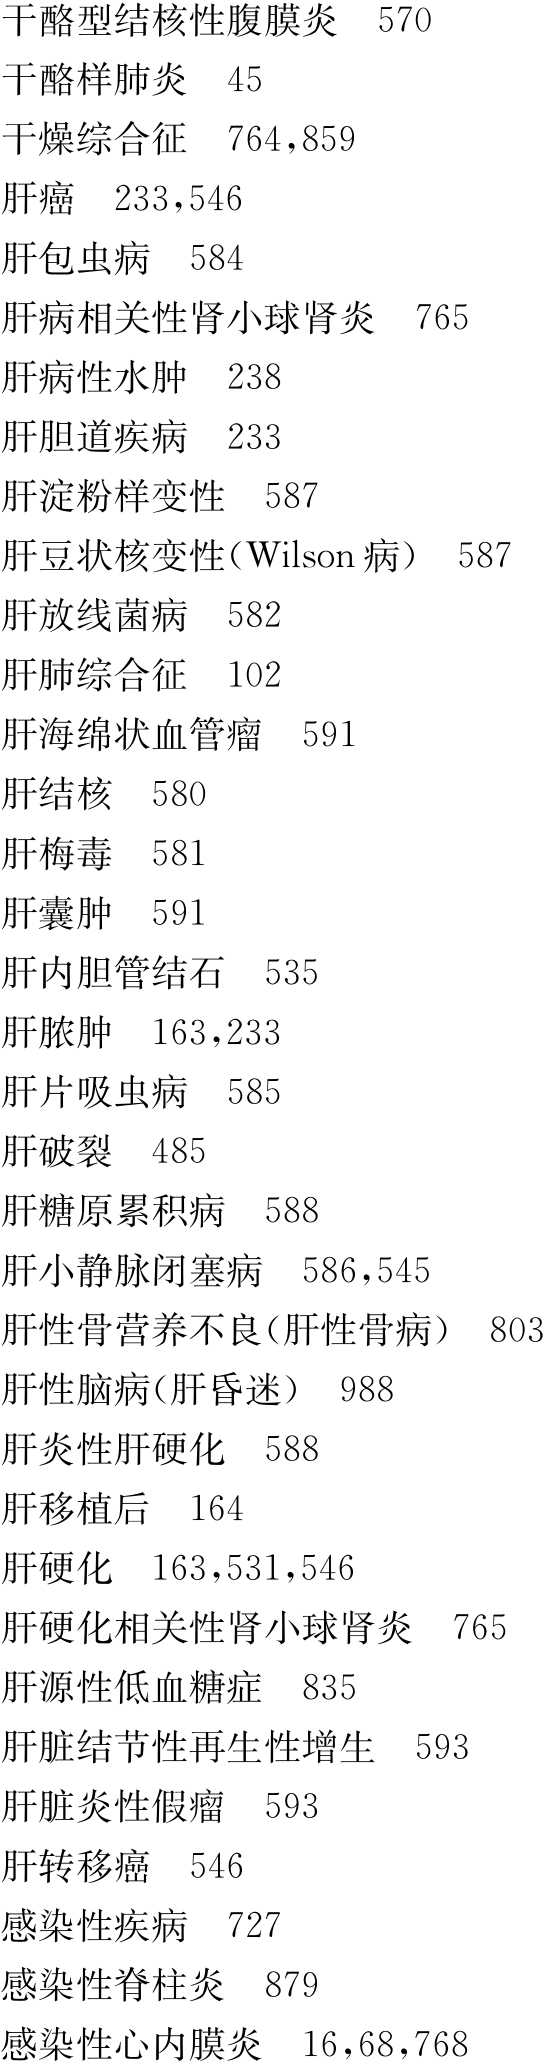 干酪型结核性腹膜炎　570
干酪样肺炎　45
干燥综合征　764,859
肝癌　233,546
肝包虫病　584
肝病相关性肾小球肾炎　765
肝病性水肿　238
肝胆道疾病　233
肝淀粉样变性　587
肝豆状核变性(Wilson病)　587
肝放线菌病　582
肝肺综合征　102
肝海绵状血管瘤　591
肝结核　580
肝梅毒　581
肝囊肿　591
肝内胆管结石　535
肝脓肿　163,233
肝片吸虫病　585
肝破裂　485
肝糖原累积病　588
肝小静脉闭塞病　586,545
肝性骨营养不良(肝性骨病)　803
肝性脑病(肝昏迷)　988
肝炎性肝硬化　588
肝移植后　164
肝硬化　163,531,546
肝硬化相关性肾小球肾炎　765
肝源性低血糖症　835
肝脏结节性再生性增生　593
肝脏炎性假瘤　593
肝转移癌　546
感染性疾病　727
感染性脊柱炎　879
感染性心内膜炎　16,68,768